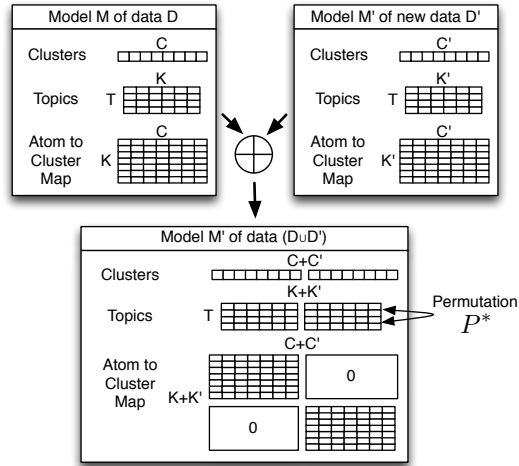 Model M of data D
C
Clusters
K
Topics T
C
Atom to
Cluster K
Map
Model M' of new data D'
C'
Clusters
K'
Topics T
C'
Atom to
Cluster K'
Map
Model M' of data (D∪D')
C+C'
Clusters
K+K'
Topics T
Permutation
P*
C+C'
Atom to
Cluster
Map K+K'
0
0